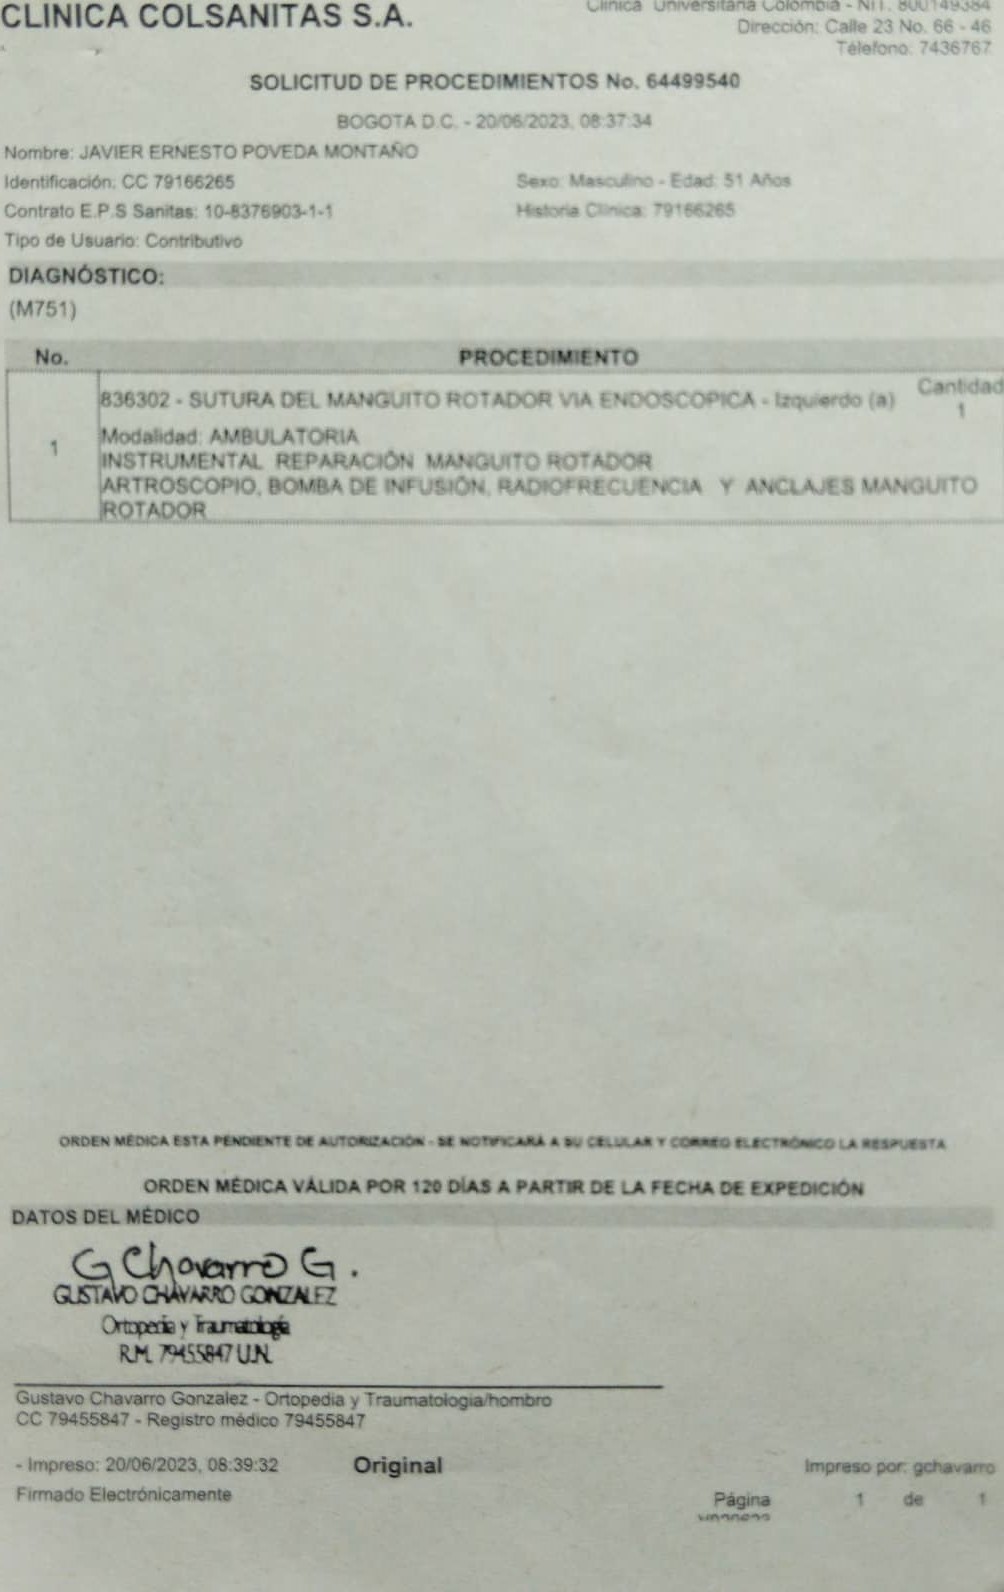 CLINICA COLSANITAS S.A.
Clinica Universitaria Colombia - NIT. 800149384
Dirección: Calle 23 No. 66 - 46
Télefono: 7436767
SOLICITUD DE PROCEDIMIENTOS No. 64499540
BOGOTA D.C. - 20/06/2023, 08:37:34
Nombre: JAVIER ERNESTO POVEDA MONTAÑO
Identificación: CC 79166265
Sexo: Masculino - Edad: 51 Años
Contrato E.P.S Sanitas: 10-8376903-1-1
Historia Clinica: 79166265
Tipo de Usuario: Contributivo
DIAGNÓSTICO:
(M751)
No. PROCEDIMIENTO
836302 - SUTURA DEL MANGUITO ROTADOR VIA ENDOSCOPICA - Izquierdo (a) Cantidad
1
1
Modalidad: AMBULATORIA
INSTRUMENTAL REPARACIÓN MANGUITO ROTADOR
ARTROSCOPIO, BOMBA DE INFUSIÓN, RADIOFRECUENCIA Y ANCLAJES MANGUITO
ROTADOR
ORDEN MÉDICA ESTA PENDIENTE DE AUTORIZACIÓN - SE NOTIFICARÁ A SU CELULAR Y CORREO ELECTRÓNICO LA RESPUESTA
ORDEN MÉDICA VÁLIDA POR 120 DÍAS A PARTIR DE LA FECHA DE EXPEDICIÓN
DATOS DEL MÉDICO
G Chavarro G.
GUSTAVO CHAVARRO GONZALEZ
Ortopedia y Traumatología
R.M. 79455847 U.N.
Gustavo Chavarro Gonzalez - Ortopedia y Traumatologia/hombro
CC 79455847 - Registro médico 79455847
- Impreso: 20/06/2023, 08:39:32 Original Impreso por: gchavarro
Firmado Electrónicamente
Página 1 de 1